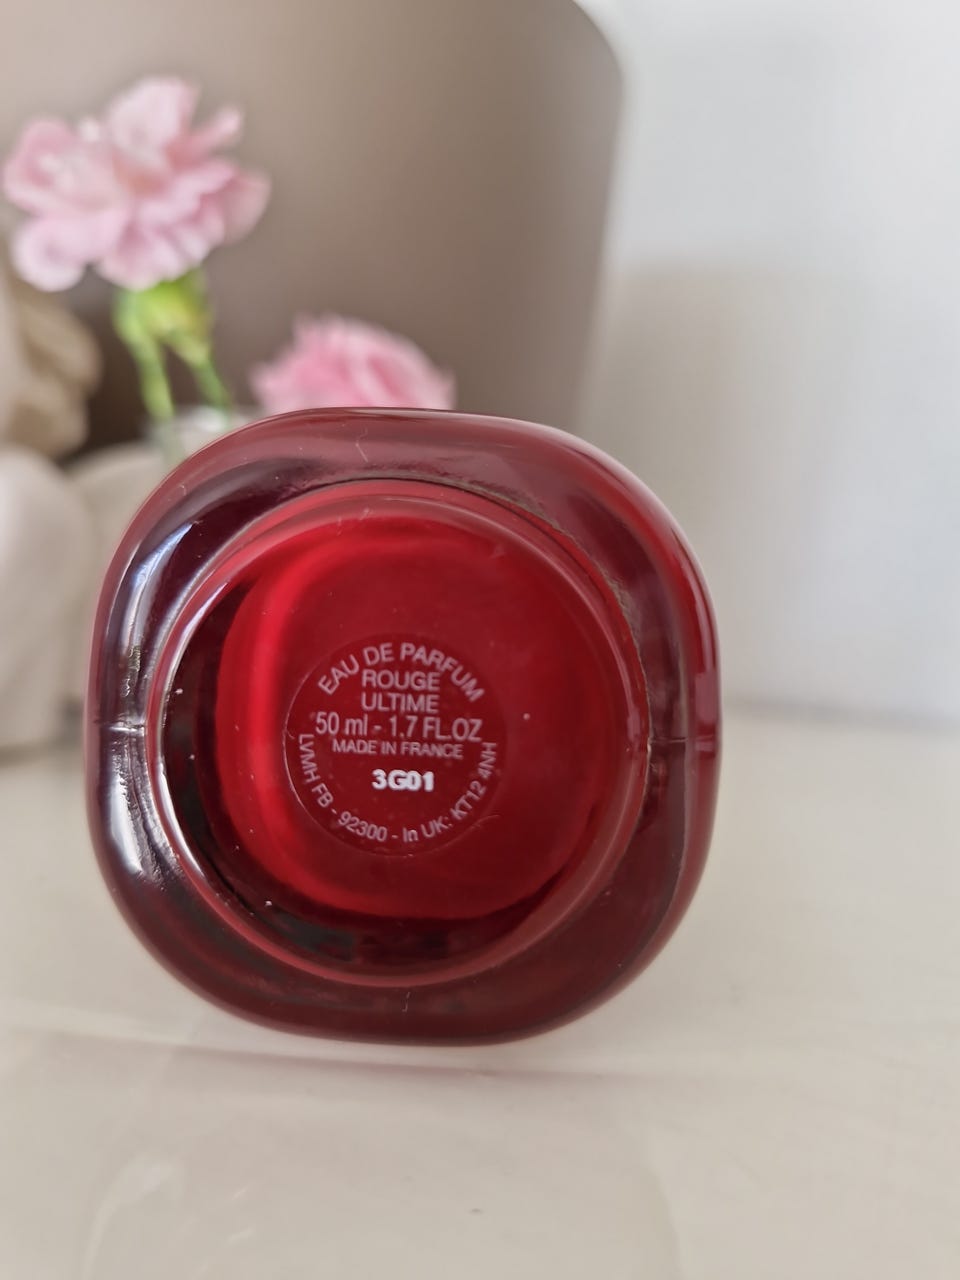 EAU DE PARFUM
ROUGE
ULTIME
50 ml - 1.7 FL.OZ
MADE IN FRANCE
3G01
LVMH FB - 92300 - In UK: KT12 4NH